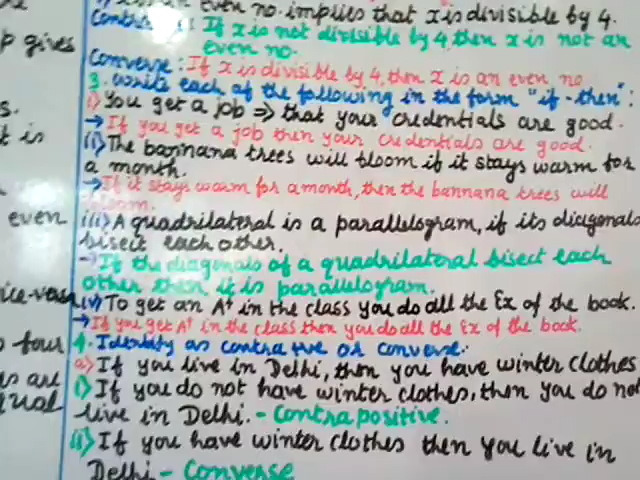 an even no. implies that x is divisible by 4.
If x is not divisible by 4, then x is not an
p gives
even no.
Converse: If x is divisible by 4, then x is an even no
3. Write each of the following in the form "if-then":
i) You get a job => that your credentials are good.
→ If you get a job then your credentials are good.
t is
ii) The bannana trees will bloom if it stays warm for
a month.
→ If it stays warm for a month, then the bannana trees will
bloom.
even
iii) A quadrilateral is a parallelogram, if its diagonals
bisect each other.
→ If the diagonals of a quadrilateral bisect each
other then it is parallelogram.
iv) To get an A+ in the class you do all the Ex of the book.
→ If you get A+ in the class then you do all the Ex of the book.
four
4. Identify as contrative or converse:
a) If you live in Delhi, then you have winter clothes
es are
i) If you do not have winter clothes, then you do not
live in Delhi. - Contrapositive.
ii) If you have winter clothes then you live in
Delhi - Converse